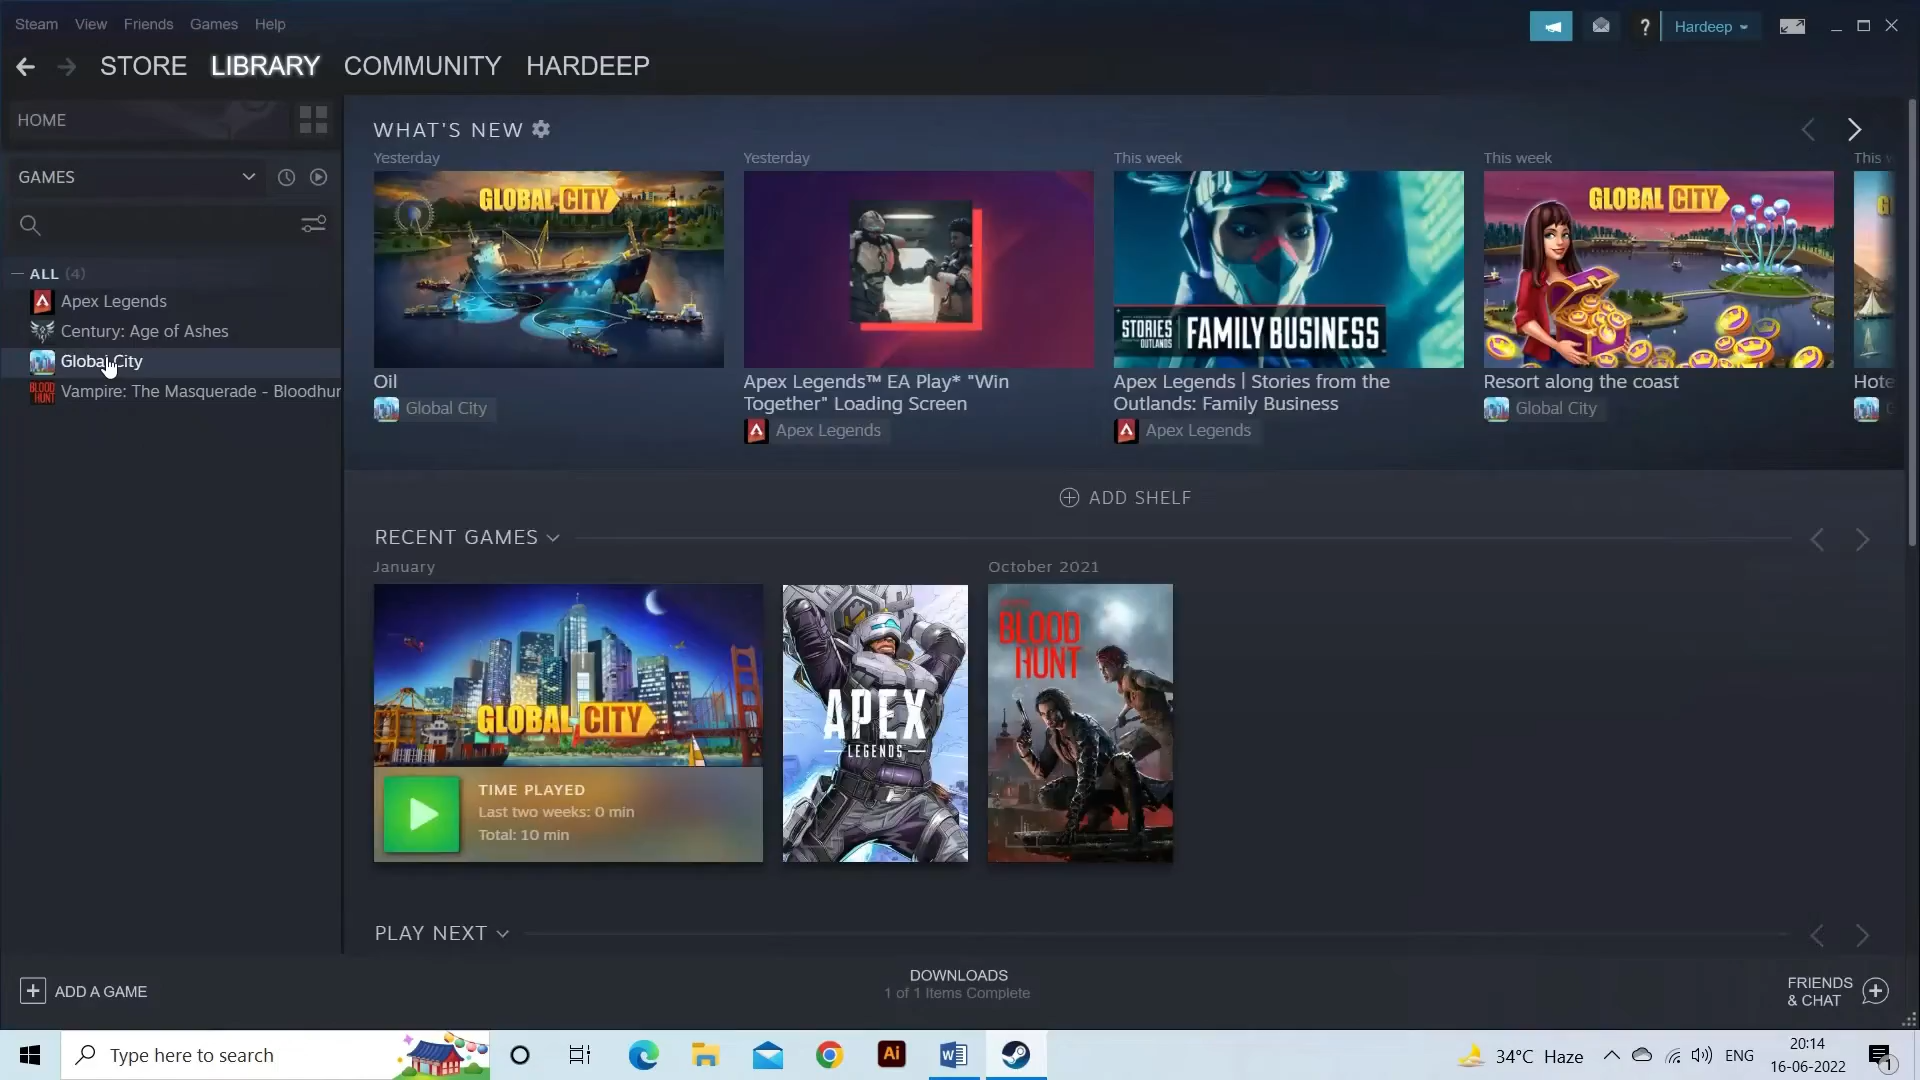 Steam View Friends Games Help
Hardeep
STORE LIBRARY COMMUNITY HARDEEP
HOME
GAMES
ALL (4)
Apex Legends
Century: Age of Ashes
Global City
Vampire: The Masquerade - Bloodhun
WHAT'S NEW
Yesterday
GLOBAL CITY
Oil
Global City
Yesterday
Apex Legends™ EA Play* "Win
Together" Loading Screen
Apex Legends
This week
STORIES
OUTLANDS
FAMILY BUSINESS
Apex Legends | Stories from the
Outlands: Family Business
Apex Legends
This week
GLOBAL CITY
Resort along the coast
Global City
This w
Hote
ADD SHELF
RECENT GAMES
January
GLOBAL CITY
TIME PLAYED
Last two weeks: 0 min
Total: 10 min
APEX
LEGENDS
October 2021
BLOOD
HUNT
PLAY NEXT
ADD A GAME
DOWNLOADS
1 of 1 Items Complete
FRIENDS
& CHAT
Type here to search
Ai
34°C Haze
ENG
20:14
16-06-2022
1